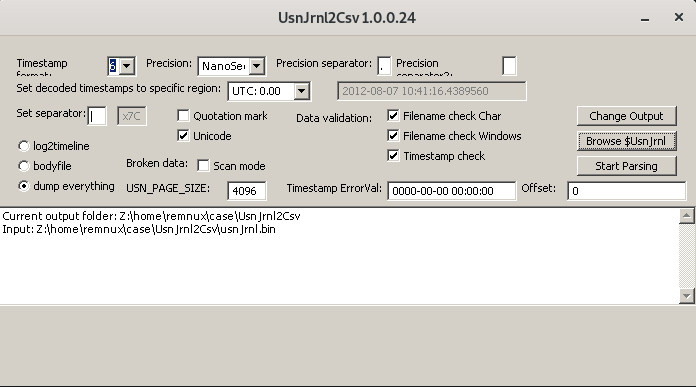 UsnJrnl2Csv 1.0.0.24
Timestamp format: 6 Precision: NanoSec Precision separator: . Precision separator2:
Set decoded timestamps to specific region: UTC: 0.00 2012-08-07 10:41:16.4389560
Set separator: | x7C Quotation mark Data validation: Filename check Char Change Output
Unicode Filename check Windows Browse $UsnJrnl
log2timeline
bodyfile Broken data: Scan mode Timestamp check Start Parsing
dump everything USN_PAGE_SIZE: 4096 Timestamp ErrorVal: 0000-00-00 00:00:00 Offset: 0
Current output folder: Z:\home\remnux\case\UsnJrnl2Csv
Input: Z:\home\remnux\case\UsnJrnl2Csv\usnjrnl.bin